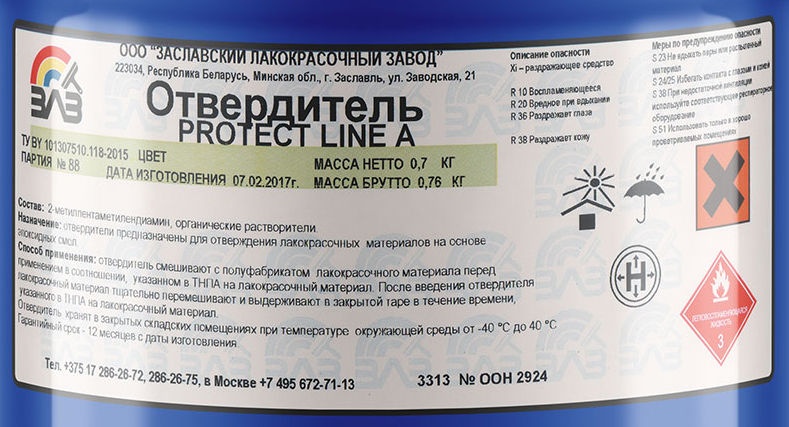 ООО "ЗАСЛАВСКИЙ ЛАКОКРАСОЧНЫЙ ЗАВОД"
223034, Республика Беларусь, Минская обл., г. Заславль, ул. Заводская, 21
ЗЛЗ
Отвердитель
PROTECT LINE A
ТУ BY 101307510.118-2015 ЦВЕТ
МАССА НЕТТО 0,7 КГ
ПАРТИЯ № 88
ДАТА ИЗГОТОВЛЕНИЯ 07.02.2017г.
МАССА БРУТТО 0,76 КГ
Описание опасности
Xi – раздражающее средство
R 10 Воспламеняющееся
R 20 Вредное при вдыхании
R 36 Раздражает глаза
R 38 Раздражает кожу
Меры по предупреждению опасности
S 23 Не вдыхать пары или распыленный
материал
S 24/25 Избегать контакта с глазами и кожей
S 38 При недостаточной вентиляции
используйте соответствующее респираторное
оборудование
S 51 Использовать только в хорошо
проветриваемых помещениях
Состав: 2-метилпентаметилендиамин, органические растворители.
Назначение: отвердители предназначены для отверждения лакокрасочных материалов на основе
эпоксидных смол.
Способ применения: отвердитель смешивают с полуфабрикатом лакокрасочного материала перед
применением в соотношении, указанном в ТНПА на лакокрасочный материал. После введения отвердителя
лакокрасочный материал тщательно перемешивают и выдерживают в закрытой таре в течение времени,
указанного в ТНПА на лакокрасочный материал.
Отвердитель хранят в закрытых складских помещениях при температуре окружающей среды от -40 °С до 40 °С
Гарантийный срок - 12 месяцев с даты изготовления.
Тел. +375 17 286-26-72, 286-26-75, в Москве +7 495 672-71-13
3313 № ООН 2924
Н
ЛЕГКОВОСПЛАМЕНЯЮЩАЯСЯ
ЖИДКОСТЬ
3